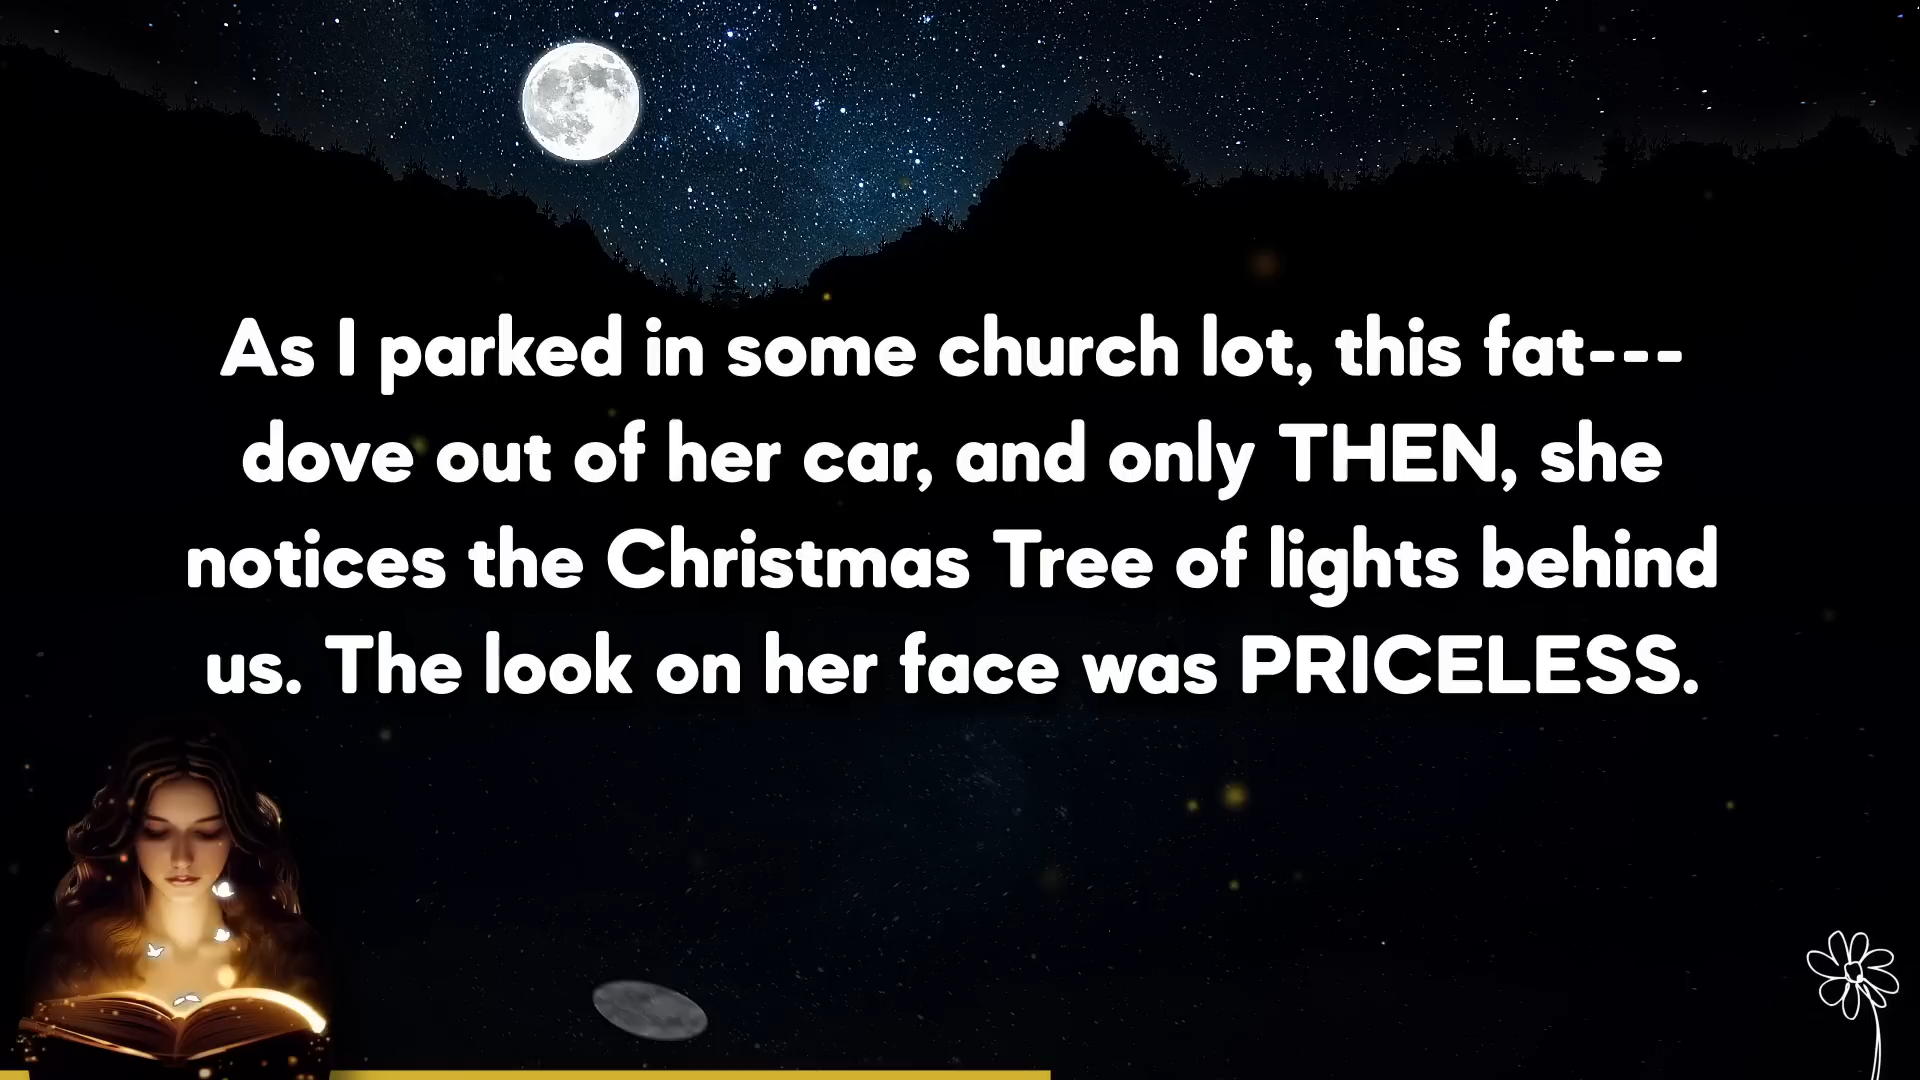 As I parked in some church lot, this fat---
dove out of her car, and only THEN, she
notices the Christmas Tree of lights behind
us. The look on her face was PRICELESS.